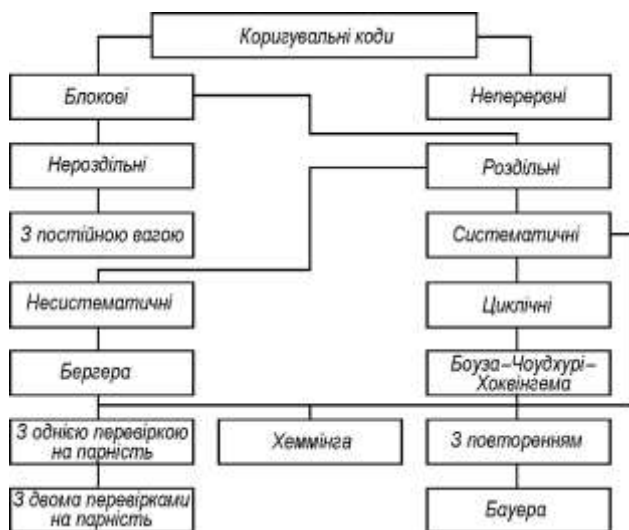 Коригувальні коди
Блокові
Неперервні
Нероздільні
Роздільні
З постійною вагою
Систематичні
Несистематичні
Циклічні
Бергера
Боуза–Чоудхурі–
Хоквінгема
З однією перевіркою
на парність
Хеммінга
З повторенням
З двома перевірками
на парність
Бауера